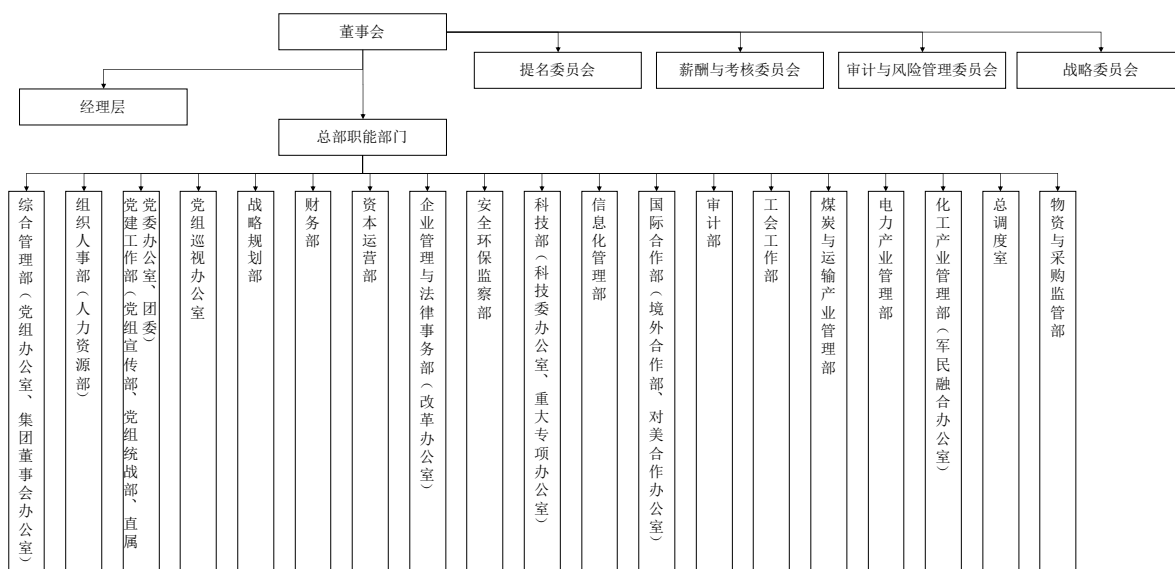 董事会
提名委员会
薪酬与考核委员会
审计与风险管理委员会
战略委员会
经理层
总部职能部门
综合管理部（党组办公室、集团董事会办公室）
组织人事部（人力资源部）
党建工作部（党组宣传部、党组统战部、直属
党委办公室、团委）
党组巡视办公室
战略规划部
财务部
资本运营部
企业管理与法律事务部（改革办公室）
安全环保监察部
科技部（科技委办公室、重大专项办公室）
信息化管理部
国际合作部（境外合作部、对美合作办公室）
审计部
工会工作部
煤炭与运输产业管理部
电力产业管理部
化工产业管理部（军民融合办公室）
总调度室
物资与采购监管部